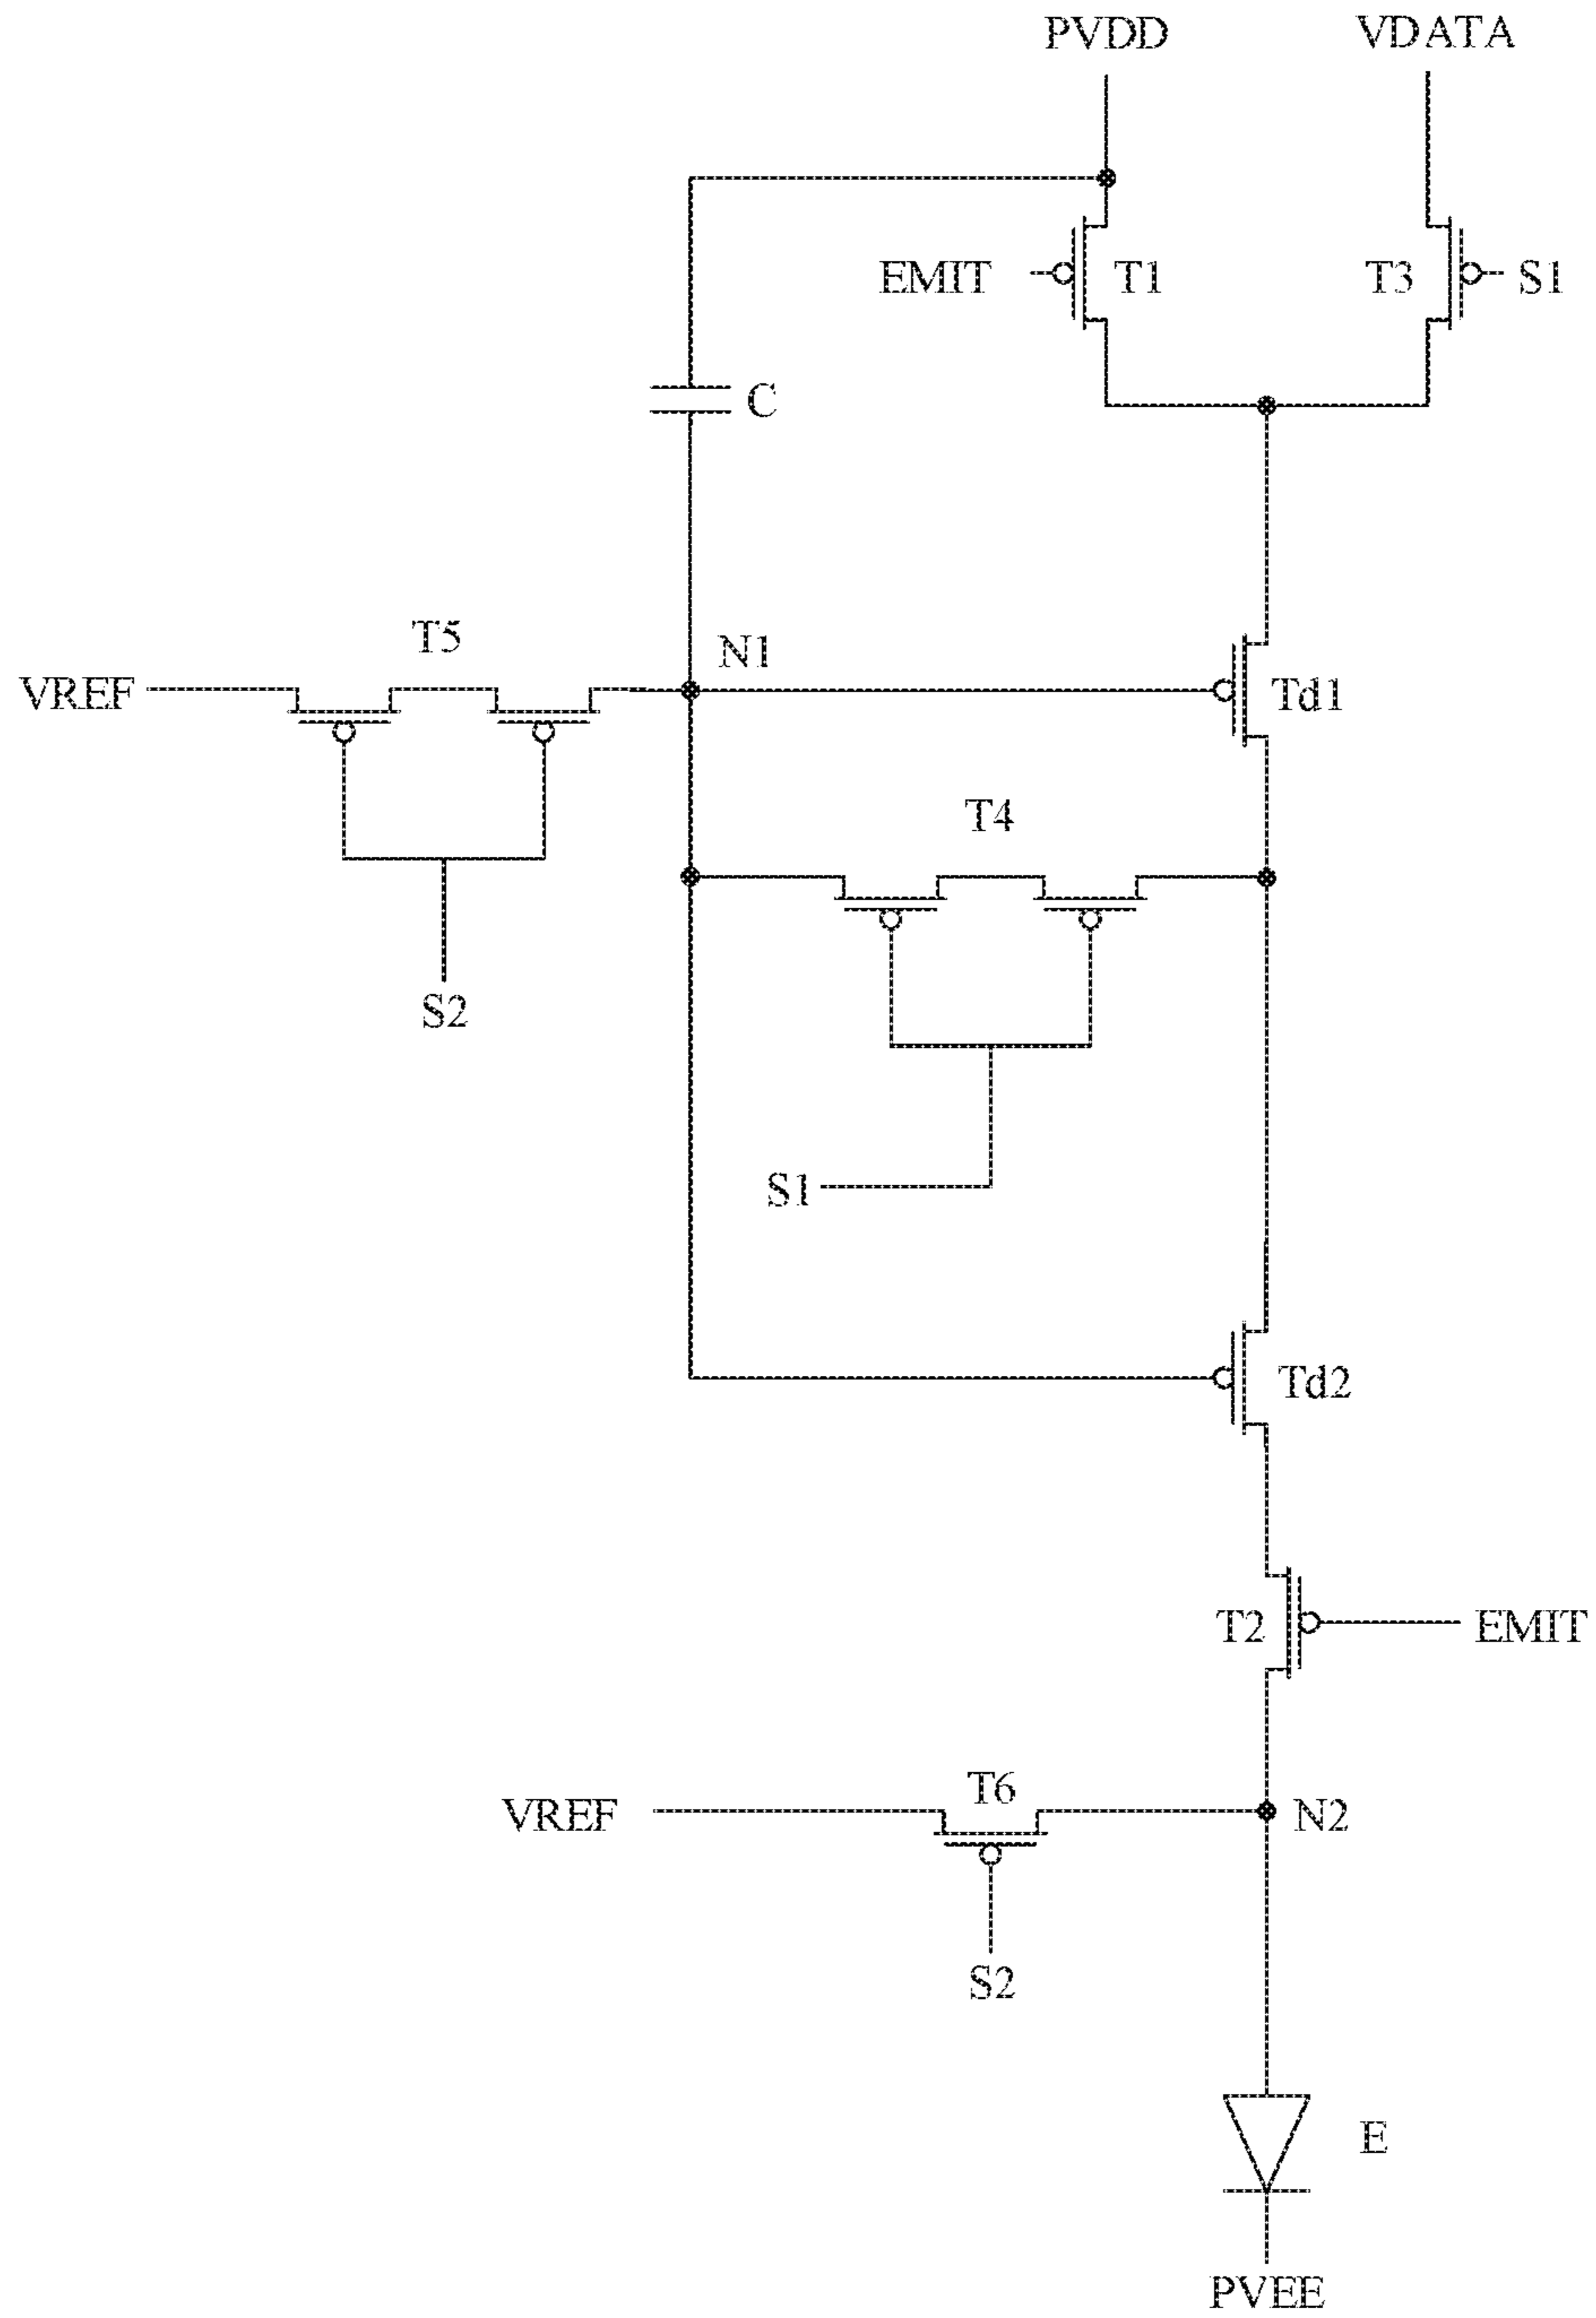 PVDD VDATA
EMIT T1 T3 S1
C
T5 N1
VREF Td1
T4
S2
S1
Td2
T2 EMIT
T6
VREF N2
S2
E
PVEE